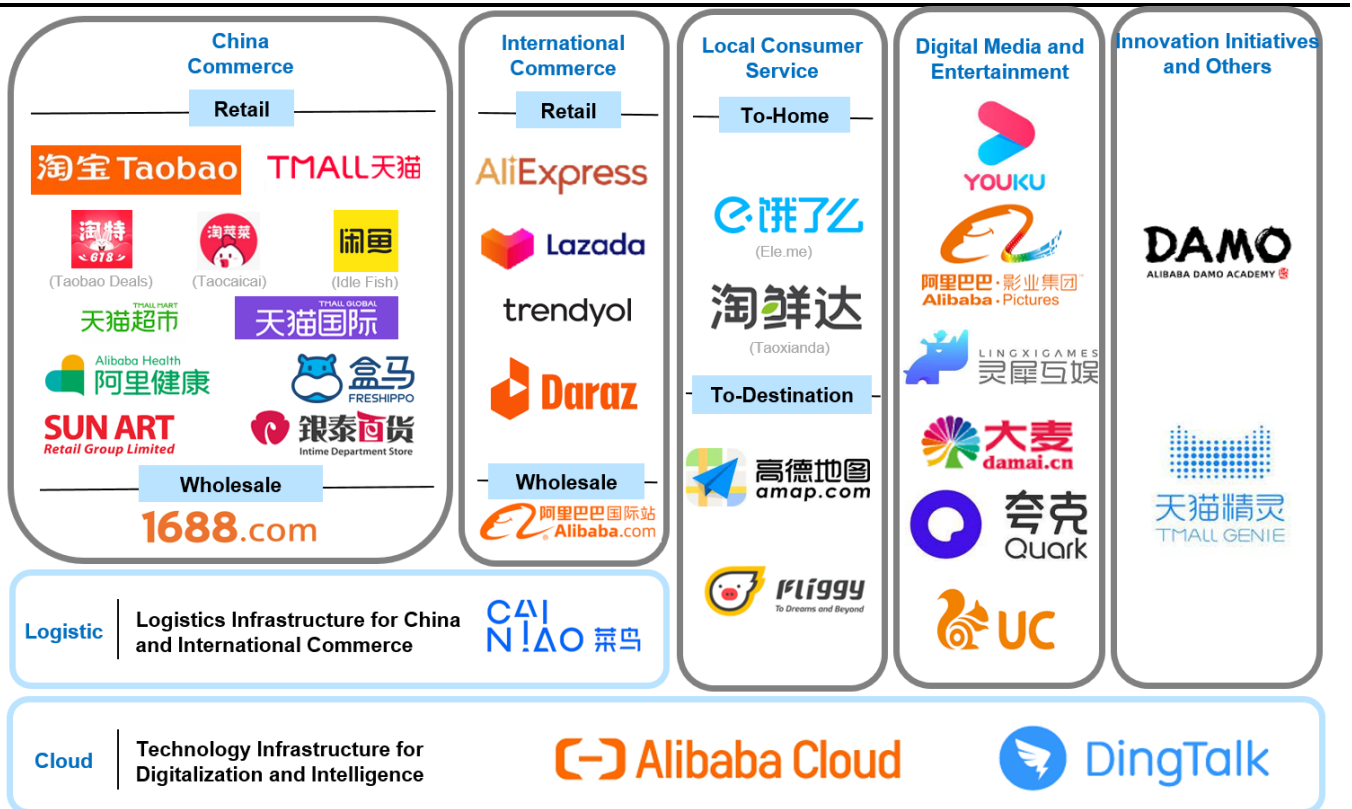 China
Commerce
Retail
淘宝 Taobao
TMALL天猫
淘特
618
(Taobao Deals)
淘菜菜
(Taocaicai)
闲鱼
(Idle Fish)
TMALL MART
天猫超市
TMALL GLOBAL
天猫国际
Alibaba Health
阿里健康
盒马
FRESHIPPO
SUN ART
Retail Group Limited
銀泰百货
Intime Department Store
Wholesale
1688.com
International
Commerce
Retail
AliExpress
Lazada
trendyol
Daraz
Wholesale
阿里巴巴国际站
Alibaba.com
Local Consumer
Service
To-Home
饿了么
(Ele.me)
淘鲜达
(Taoxianda)
To-Destination
高德地图
amap.com
Fliggy
To Dreams and Beyond
Digital Media and
Entertainment
YOUKU
阿里巴巴·影业集团™
Alibaba·Pictures
LINGXIGAMES
灵犀互娱
大麦
damai.cn
夸克
Quark
UC
Innovation Initiatives
and Others
DAMO
ALIBABA DAMO ACADEMY
天猫精灵
TMALL GENIE
Logistic
Logistics Infrastructure for China
and International Commerce
CAI
NIAO 菜鸟
Cloud
Technology Infrastructure for
Digitalization and Intelligence
Alibaba Cloud
DingTalk